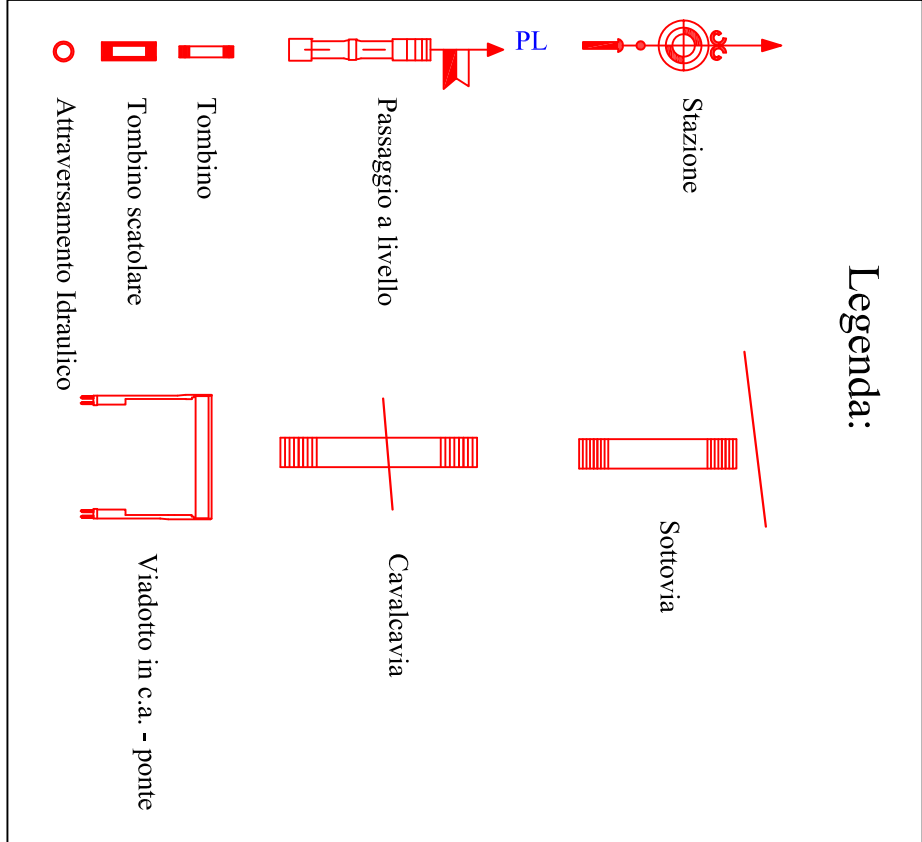 Legenda:
Stazione
Sottovia
PL
Passaggio a livello
Cavalcavia
Tombino
Tombino scatolare
Attraversamento Idraulico
Viadotto in c.a. - ponte